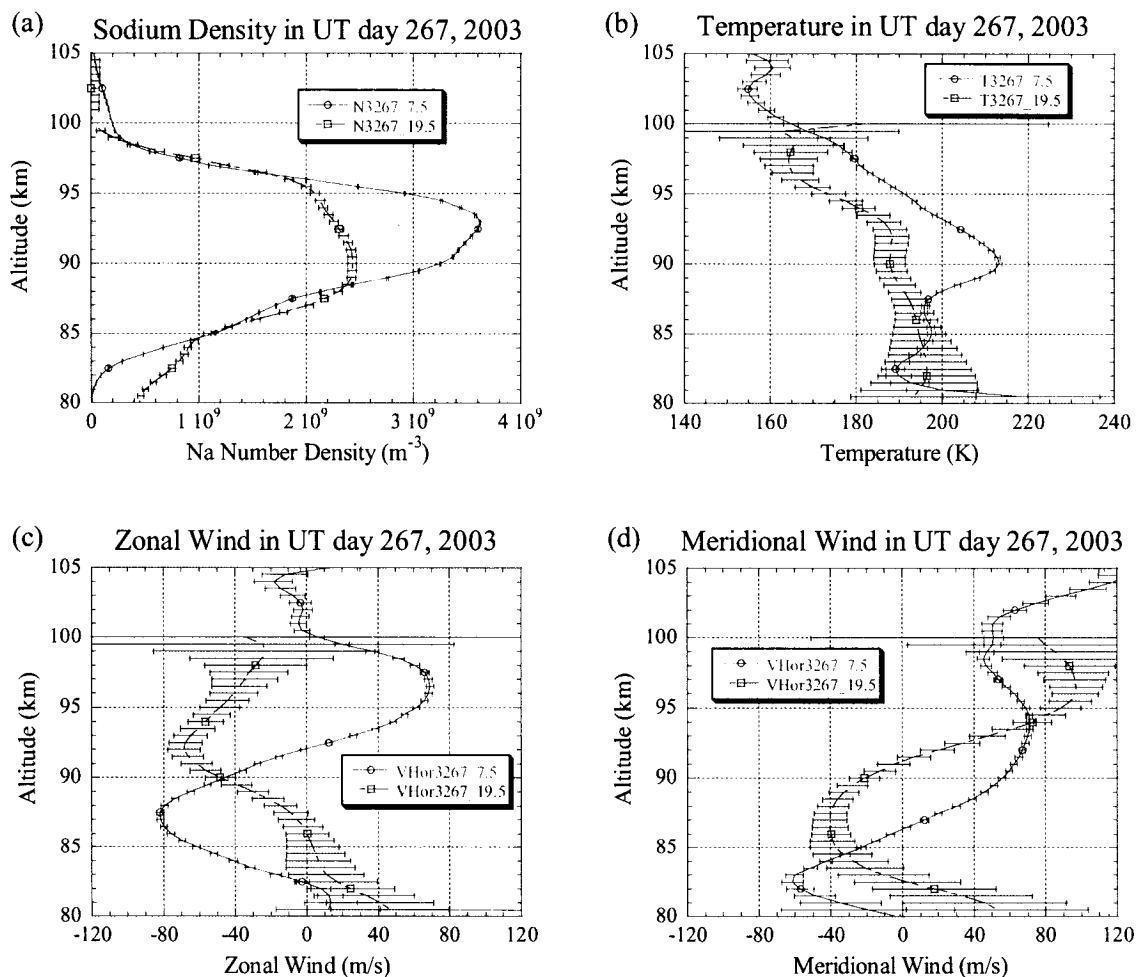 (a) Sodium Density in UT day 267, 2003
N3267_7.5
N3267_19.5
Altitude (km)
105
100
95
90
85
80
0 1 10⁹ 2 10⁹ 3 10⁹ 4 10⁹
Na Number Density (m⁻³)
(b) Temperature in UT day 267, 2003
T3267_7.5
T3267_19.5
Altitude (km)
105
100
95
90
85
80
140 160 180 200 220 240
Temperature (K)
(c) Zonal Wind in UT day 267, 2003
VHor3267_7.5
VHor3267_19.5
Altitude (km)
105
100
95
90
85
80
-120 -80 -40 0 40 80 120
Zonal Wind (m/s)
(d) Meridional Wind in UT day 267, 2003
VHor3267_7.5
VHor3267_19.5
Altitude (km)
105
100
95
90
85
80
-120 -80 -40 0 40 80 120
Meridional Wind (m/s)